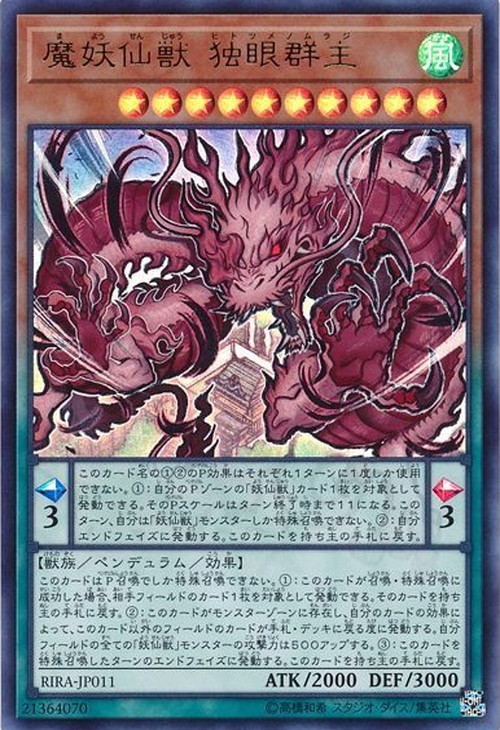 魔妖仙獣 独眼群主
ま よう せん じゅう ヒトツメノムラジ
風
このカード名の①②のP効果はそれぞれ1ターンに1度しか使用
できない。①：自分のPゾーンの「妖仙獣」カード1枚を対象として
発動できる。そのPスケールはターン終了時まで11になる。この
ターン、自分は「妖仙獣」モンスターしか特殊召喚できない。②：自分
エンドフェイズに発動する。このカードを持ち主の手札に戻す。
3
3
【獣族／ペンデュラム／効果】
このカードはP召喚でしか特殊召喚できない。①：このカードが召喚・特殊召喚に
成功した場合、相手フィールドのカード1枚を対象として発動できる。そのカードを持ち
主の手札に戻す。②：このカードがモンスターゾーンに存在し、自分のカードの効果に
よって、このカード以外のフィールドのカードが手札・デッキに戻る度に発動する。自分
フィールドの全ての「妖仙獣」モンスターの攻撃力は500アップする。③：このカードを
特殊召喚したターンのエンドフェイズに発動する。このカードを持ち主の手札に戻す。
RIRA-JP011
ATK/2000 DEF/3000
21364070
©高橋和希 スタジオ・ダイス/集英社